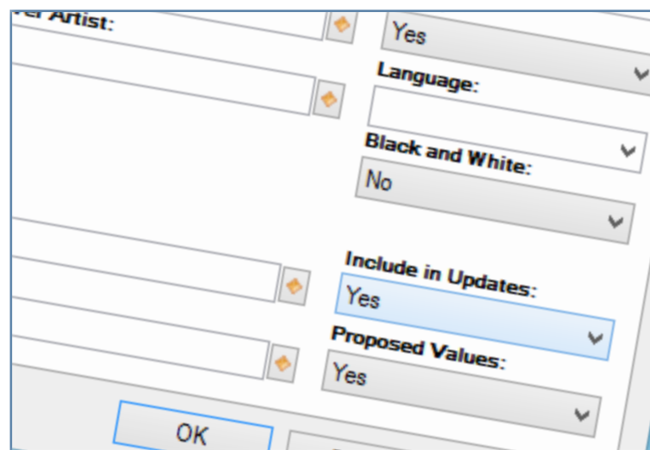 Artist:
Yes
Language:
Black and White:
No
Include in Updates:
Yes
Proposed Values:
Yes
OK